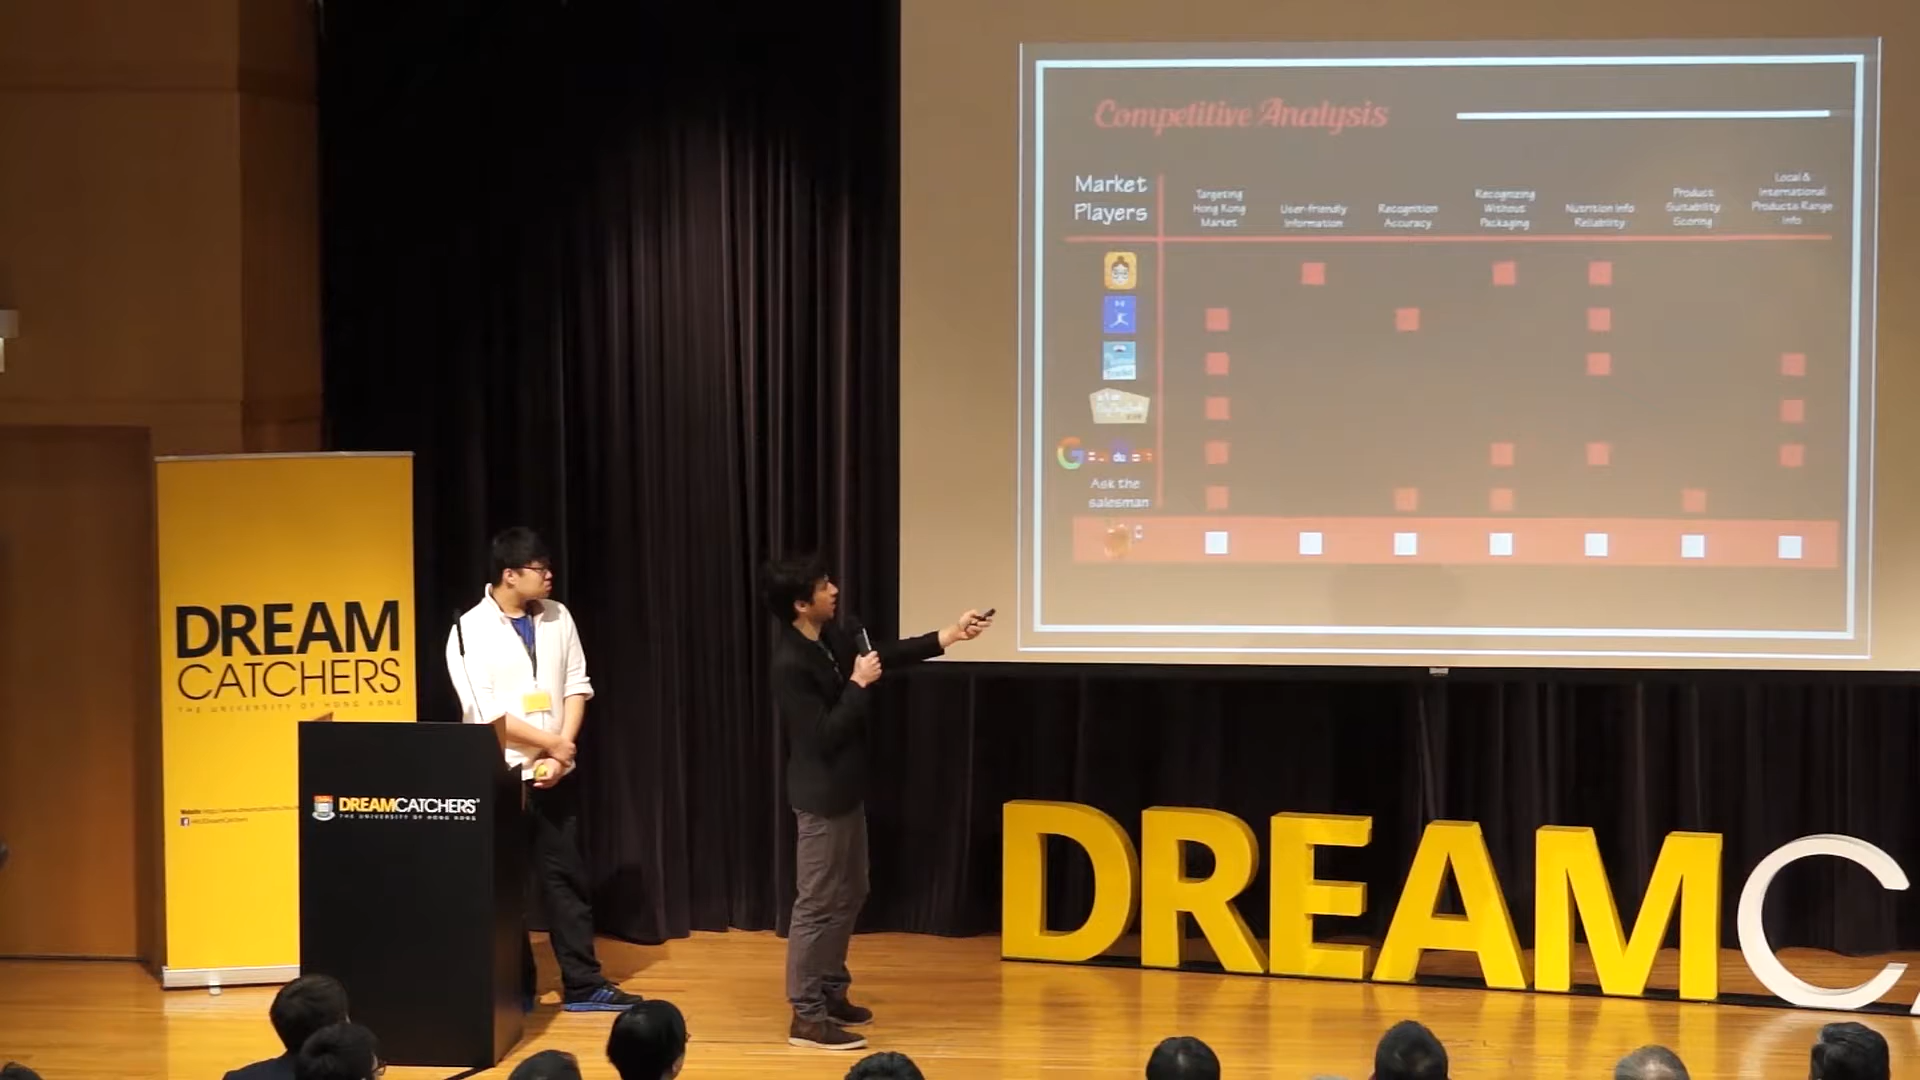 Competitive Analysis
Market
Players
Targeting
Hong Kong
Market
User-friendly
Information
Recognition
Accuracy
Recognizing
Without
Packaging
Nutrition Info
Reliability
Product
Suitability
Scoring
Local &
International
Products Range
Info
G
du
Ask the
salesman
DREAM
CATCHERS
THE UNIVERSITY OF HONG KONG
Website
DREAMCATCHERS
THE UNIVERSITY OF HONG KONG
DREAMC